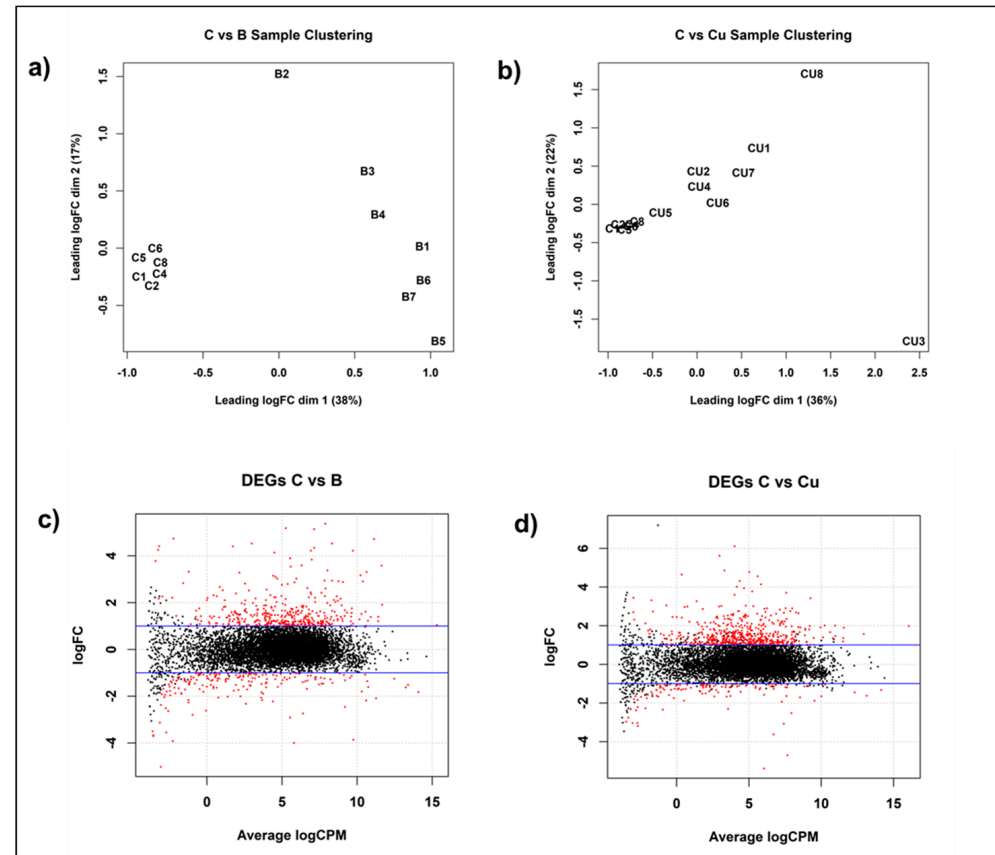 C vs B Sample Clustering
a)
Leading logFC dim 2 (17%)
1.5
1.0
0.5
0.0
-0.5
B2
B3
B4
B1
B6
B7
B5
C6
C5
C8
C4
C1
C2
-1.0 -0.5 0.0 0.5 1.0
Leading logFC dim 1 (38%)
C vs Cu Sample Clustering
b)
Leading logFC dim 2 (22%)
1.5
1.0
0.5
0.0
-0.5
-1.0
-1.5
CU8
CU1
CU2
CU7
CU4
CU6
CU5
C8
CU3
-1.0 -0.5 0.0 0.5 1.0 1.5 2.0 2.5
Leading logFC dim 1 (36%)
DEGs C vs B
c)
logFC
4
2
0
-2
-4
0 5 10 15
Average logCPM
DEGs C vs Cu
d)
logFC
6
4
2
0
-2
-4
0 5 10 15
Average logCPM